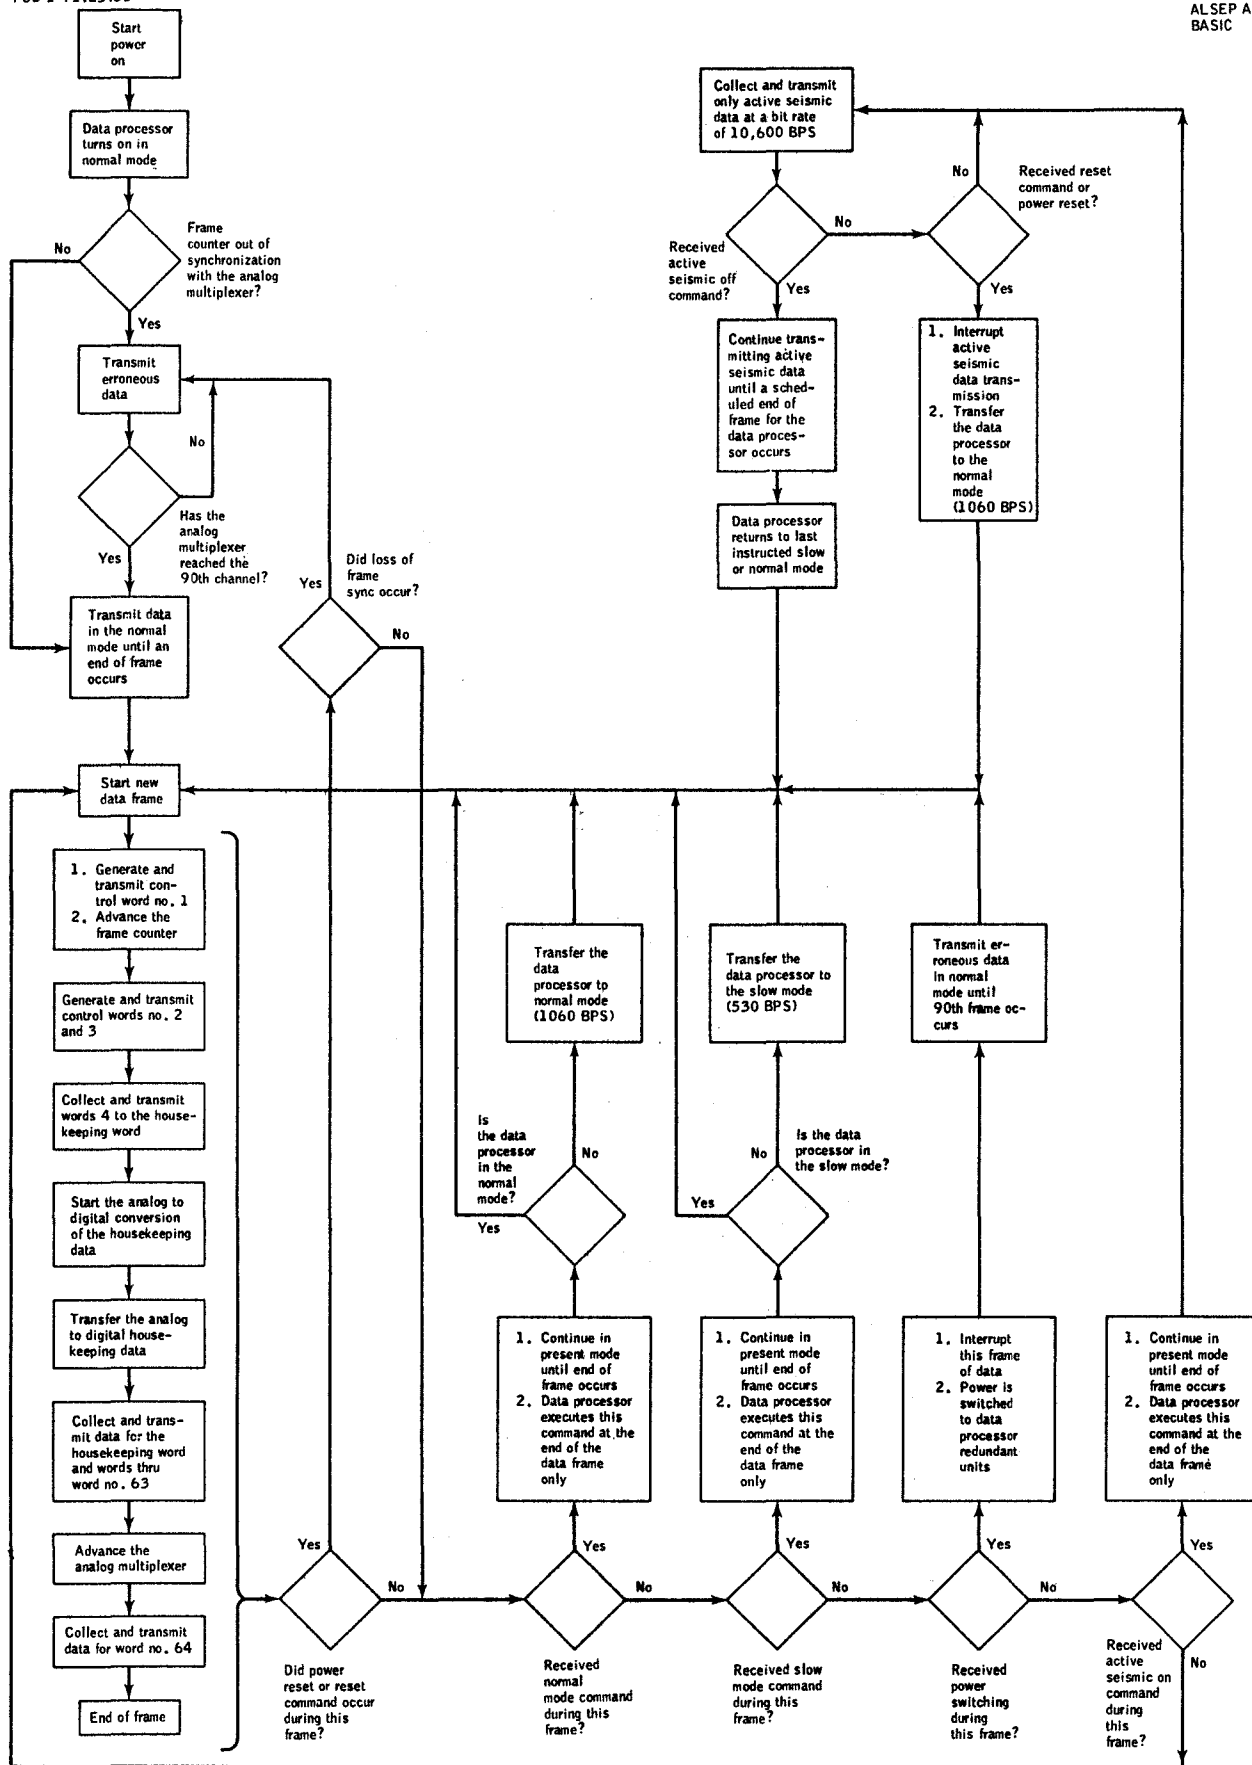 ALSEP A
BASIC
Start
power
on
Data processor
turns on in
normal mode
No
Frame
counter out of
synchronization
with the analog
multiplexer?
Yes
Transmit
erroneous
data
No
Has the
analog
multiplexer
reached the
90th channel?
Yes
Transmit data
in the normal
mode until an
end of frame
occurs
Yes
Did loss of
frame
sync occur?
No
Start new
data frame
1. Generate and
transmit con-
trol word no. 1
2. Advance the
frame counter
Generate and transmit
control words no. 2
and 3
Collect and transmit
words 4 to the house-
keeping word
Start the analog to
digital conversion
of the housekeeping
data
Transfer the analog
to digital house-
keeping data
Collect and trans-
mit data for the
housekeeping word
and words thru
word no. 63
Advance the
analog multiplexer
Collect and transmit
data for word no. 64
End of frame
Collect and transmit
only active seismic
data at a bit rate
of 10,600 BPS
Received
active
seismic off
command?
No
Yes
No
Received reset
command or
power reset?
Yes
Continue trans-
mitting active
seismic data
until a sched-
uled end of
frame for the
data proces-
sor occurs
Data processor
returns to last
instructed slow
or normal mode
1. Interrupt
active
seismic
data trans-
mission
2. Transfer
the data
processor
to the
normal
mode
(1060 BPS)
Transfer the
data
processor to
normal mode
(1060 BPS)
Transfer the
data processor to
the slow mode
(530 BPS)
Transmit er-
roneous data
in normal
mode until
90th frame oc-
curs
Is
the data
processor
in the
normal
mode?
No
Yes
Is the data
processor in
the slow mode?
No
Yes
1. Continue in
present mode
until end of
frame occurs
2. Data processor
executes this
command at the
end of the
data frame
only
1. Continue in
present mode
until end of
frame occurs
2. Data processor
executes this
command at the
end of the
data frame
only
1. Interrupt
this frame
of data
2. Power is
switched
to data
processor
redundant
units
1. Continue in
present mode
until end of
frame occurs
2. Data processor
executes this
command at the
end of the
data frame
only
Yes
No
Did power
reset or reset
command occur
during this
frame?
Yes
No
Received
normal
mode command
during this
frame?
Yes
No
Received slow
mode command
during this
frame?
Yes
No
Received
power
switching
during
this frame?
Yes
No
Received
active
seismic on
command
during
this
frame?